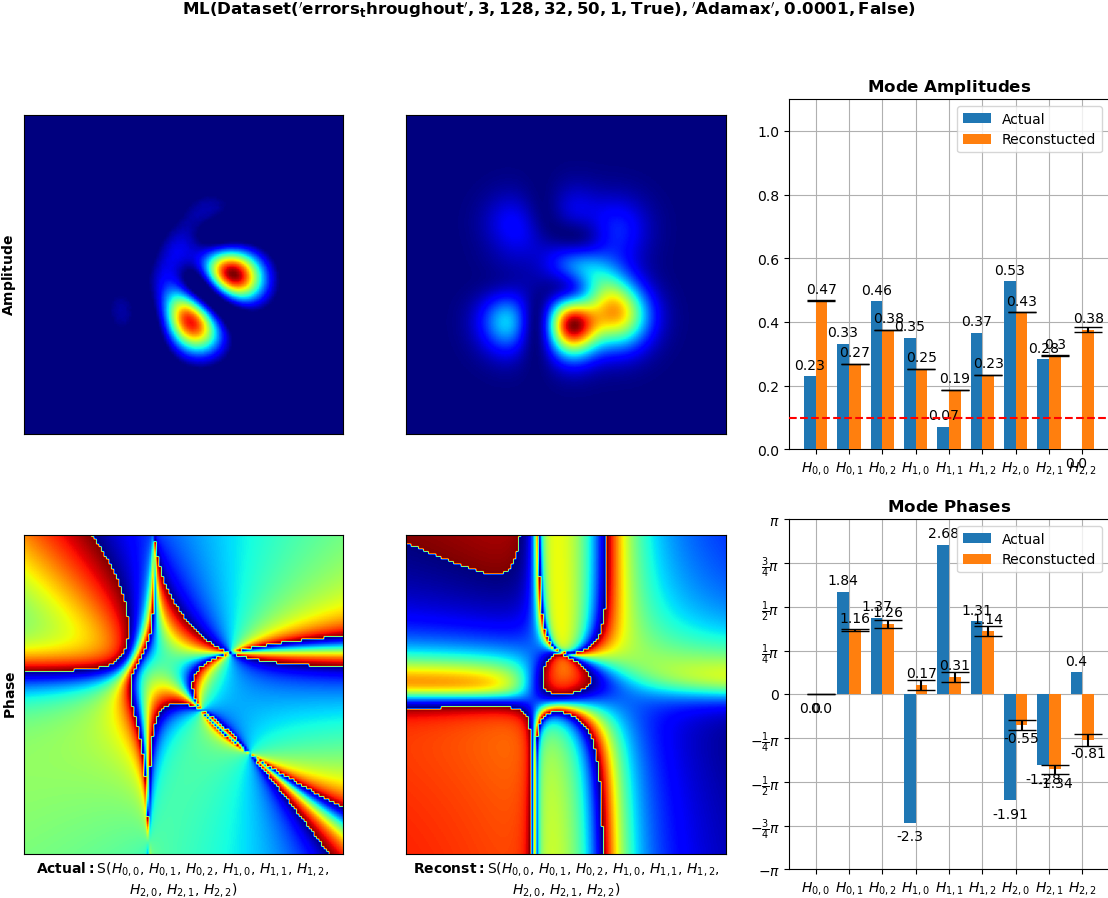 ML(Dataset('errors_throughout', 3, 128, 32, 50, 1, True), 'Adamax', 0.0001, False)
Mode Amplitudes
Actual
Reconstucted
1.0
0.8
0.6
0.4
0.2
0.0
0.23
0.47
0.33
0.27
0.46
0.38
0.35
0.25
0.07
0.19
0.37
0.23
0.53
0.43
0.28
0.3
0.0
0.38
H0,0 H0,1 H0,2 H1,0 H1,1 H1,2 H2,0 H2,1 H2,2
Amplitude
Mode Phases
Actual
Reconstucted
π
3/4π
1/2π
1/4π
0
−1/4π
−1/2π
−3/4π
−π
0.0
0.0
1.84
1.16
1.37
1.26
-2.3
0.17
2.68
0.31
1.31
1.14
-1.91
-0.55
-1.28
-1.34
0.4
-0.81
H0,0 H0,1 H0,2 H1,0 H1,1 H1,2 H2,0 H2,1 H2,2
Phase
Actual: S(H0,0, H0,1, H0,2, H1,0, H1,1, H1,2,
H2,0, H2,1, H2,2)
Reconst: S(H0,0, H0,1, H0,2, H1,0, H1,1, H1,2,
H2,0, H2,1, H2,2)